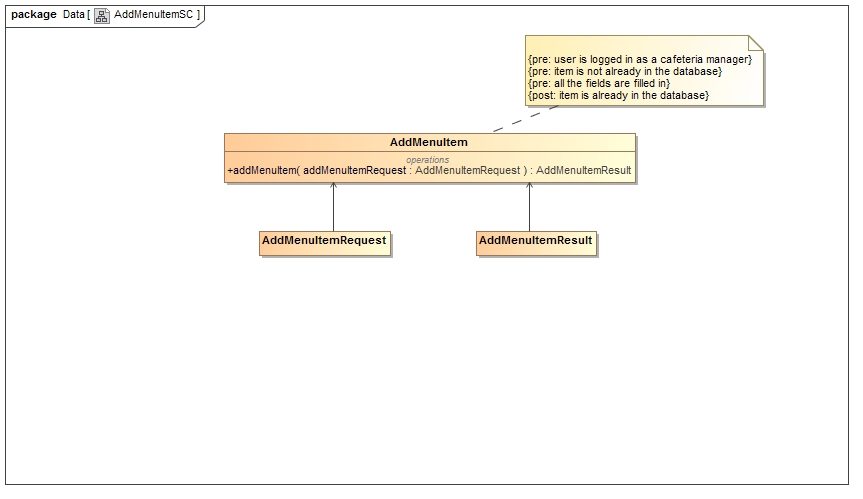 package Data [ AddMenuItemSC ]
{pre: user is logged in as a cafeteria manager}
{pre: item is not already in the database}
{pre: all the fields are filled in}
{post: item is already in the database}
AddMenuItem
operations
+addMenuItem( addMenuItemRequest : AddMenuItemRequest ) : AddMenuItemResult
AddMenuItemRequest
AddMenuItemResult